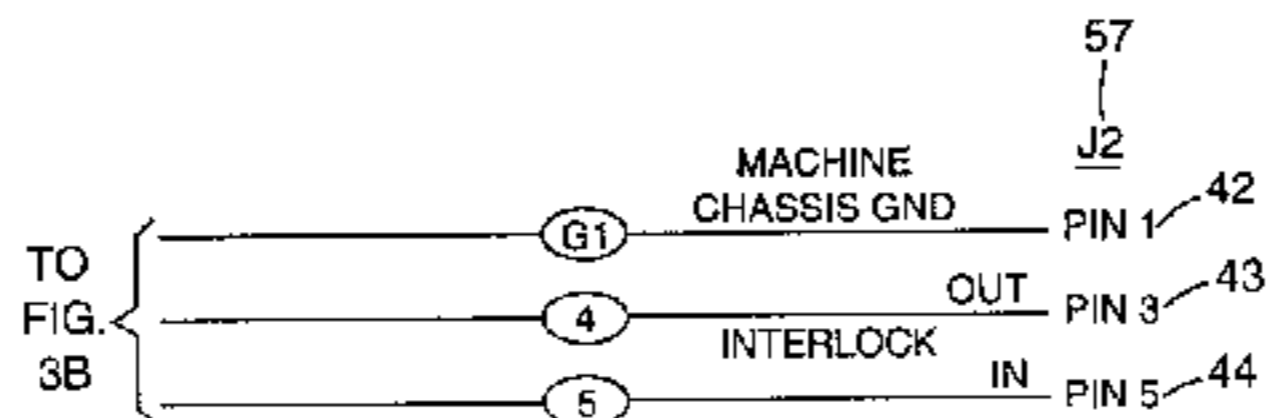 57
J2
MACHINE
CHASSIS GND
G1
PIN 1
42
TO
FIG.
3B
4
OUT
INTERLOCK
PIN 3
43
5
IN
PIN 5
44